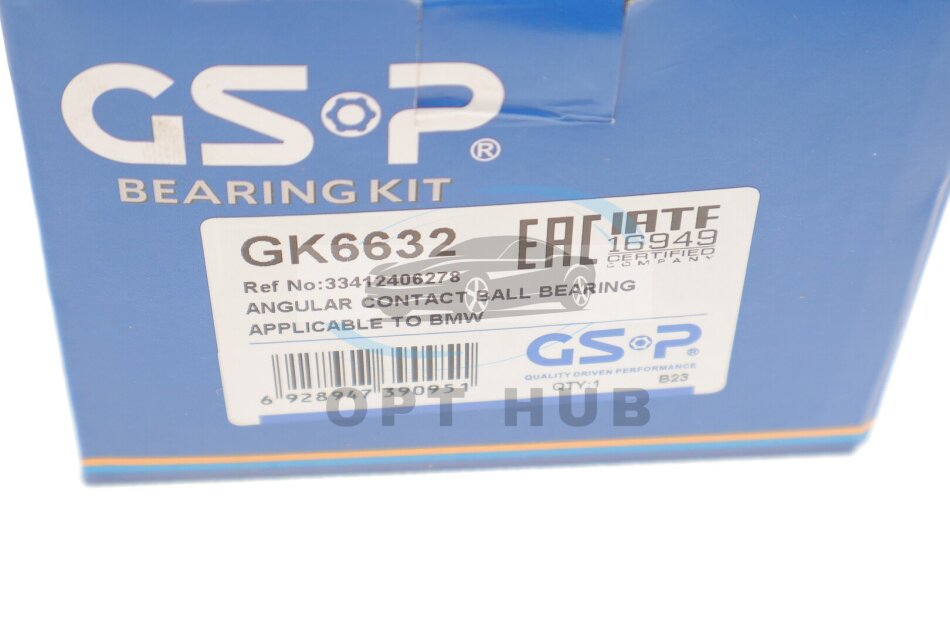 GS·P®
BEARING KIT
GK6632
EAC
IATF
16949
CERTIFIED
COMPANY
Ref No:33412406278
ANGULAR CONTACT BALL BEARING
APPLICABLE TO BMW
GS·P®
QUALITY DRIVEN PERFORMANCE
QTY:1 B23
6 928947 390951
OPT HUB